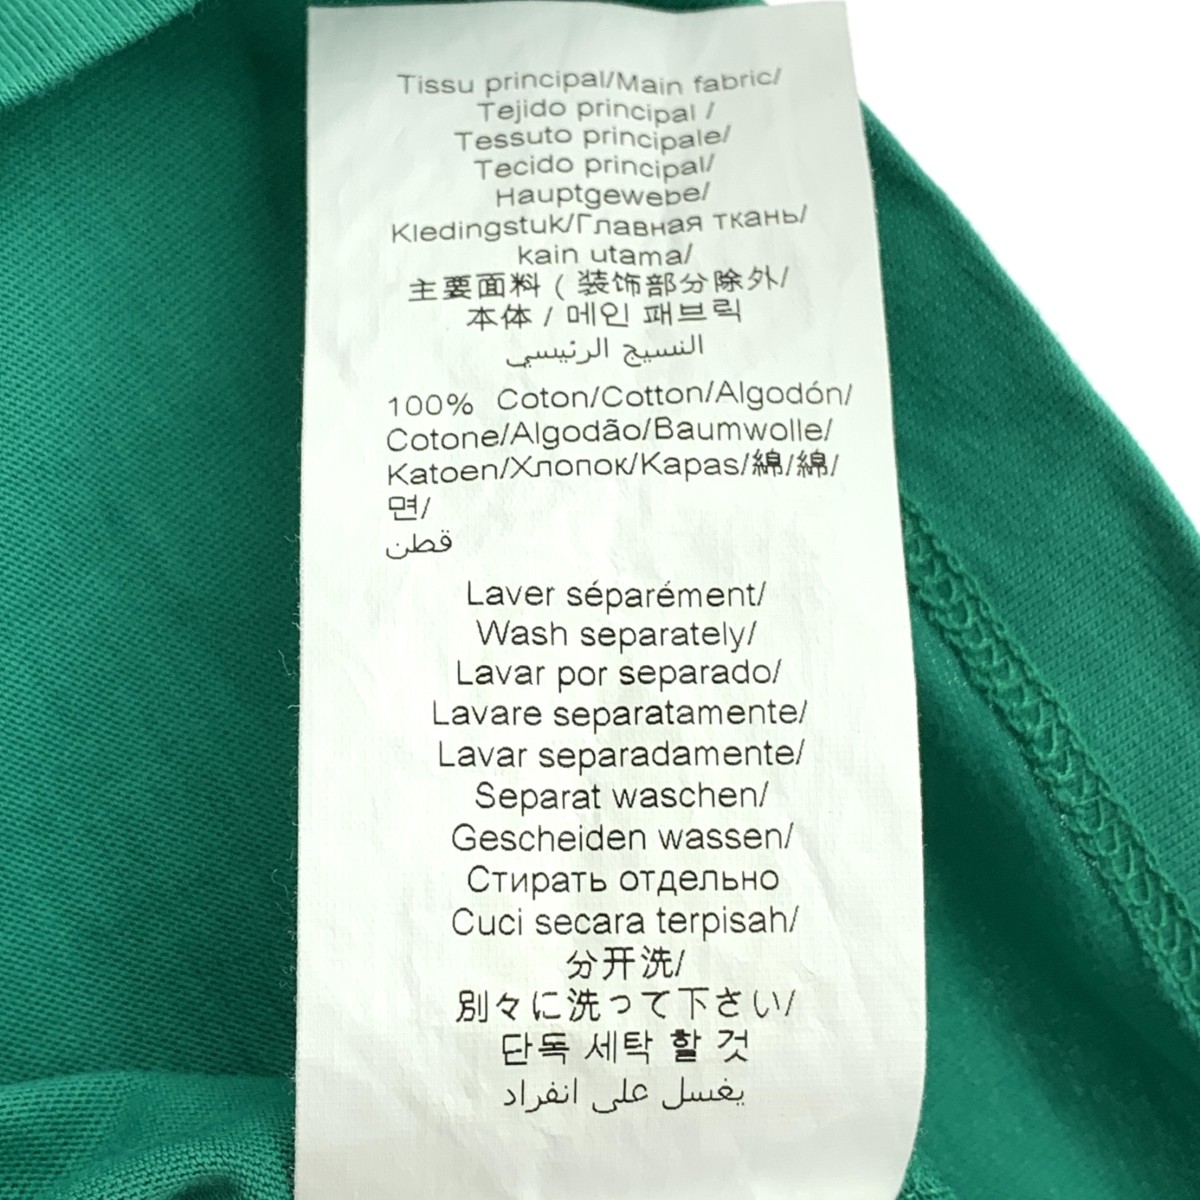 Tissu principal/Main fabric/
Tejido principal /
Tessuto principale/
Tecido principal/
Hauptgewebe/
Kledingstuk/Главная ткань/
kain utama/
主要面料 ( 装饰部分除外/
本体 / 메인 패브릭
النسيج الرئيسي
100% Coton/Cotton/Algodón/
Cotone/Algodão/Baumwolle/
Katoen/Хлопок/Kapas/綿/綿/
면/
قطن
Laver séparément/
Wash separately/
Lavar por separado/
Lavare separatamente/
Lavar separadamente/
Separat waschen/
Gescheiden wassen/
Стирать отдельно
Cuci secara terpisah/
分开洗/
別々に洗って下さい/
단독 세탁 할 것
يغسل على انفراد